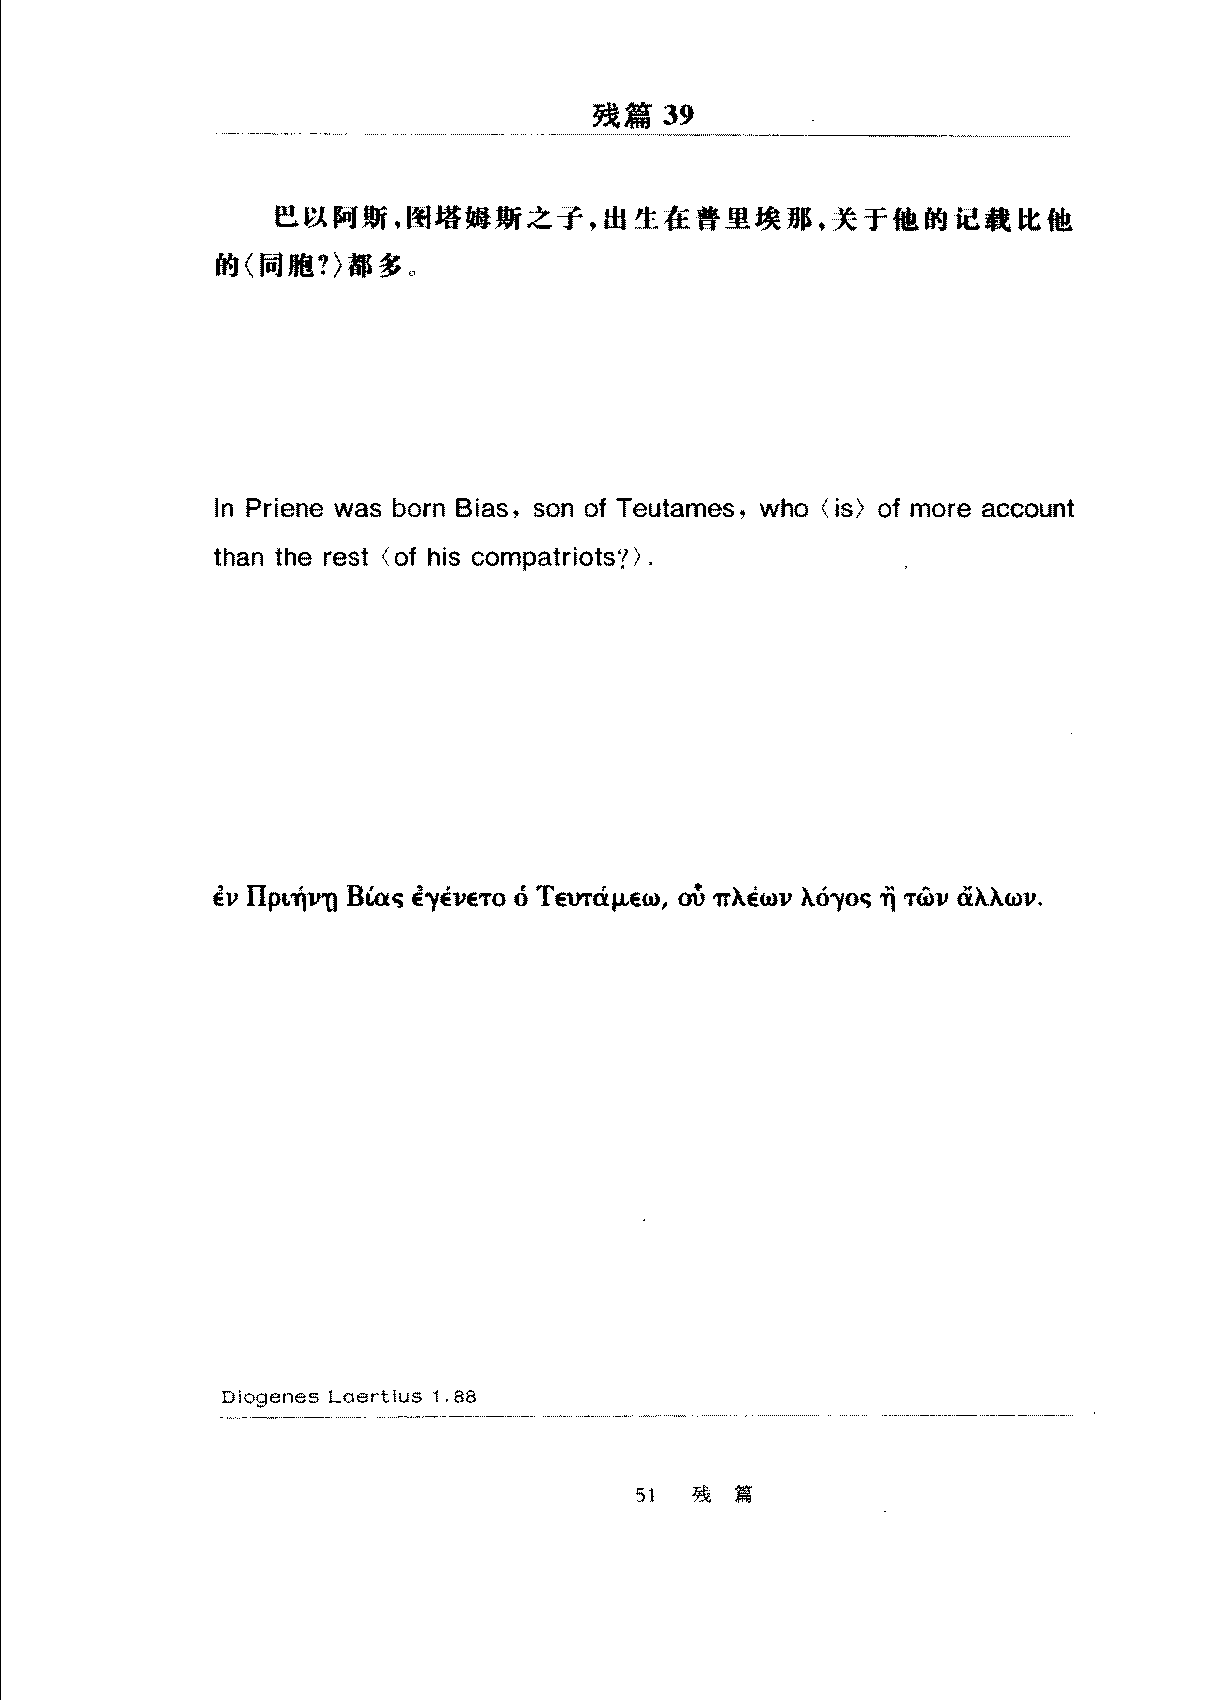 残篇 39
巴以阿斯,图塔姆斯之子,出生在普里埃那,关于他的记载比他
的〈同胞?〉都多。
In Priene was born Bias, son of Teutames, who 〈is〉 of more account
than the rest 〈of his compatriots?〉.
ἐν Πριήνῃ Βίας ἐγένετο ὁ Τευτάμεω, οὗ πλέων λόγος ἢ τῶν ἄλλων.
Diogenes Laertius 1.88
51 残 篇